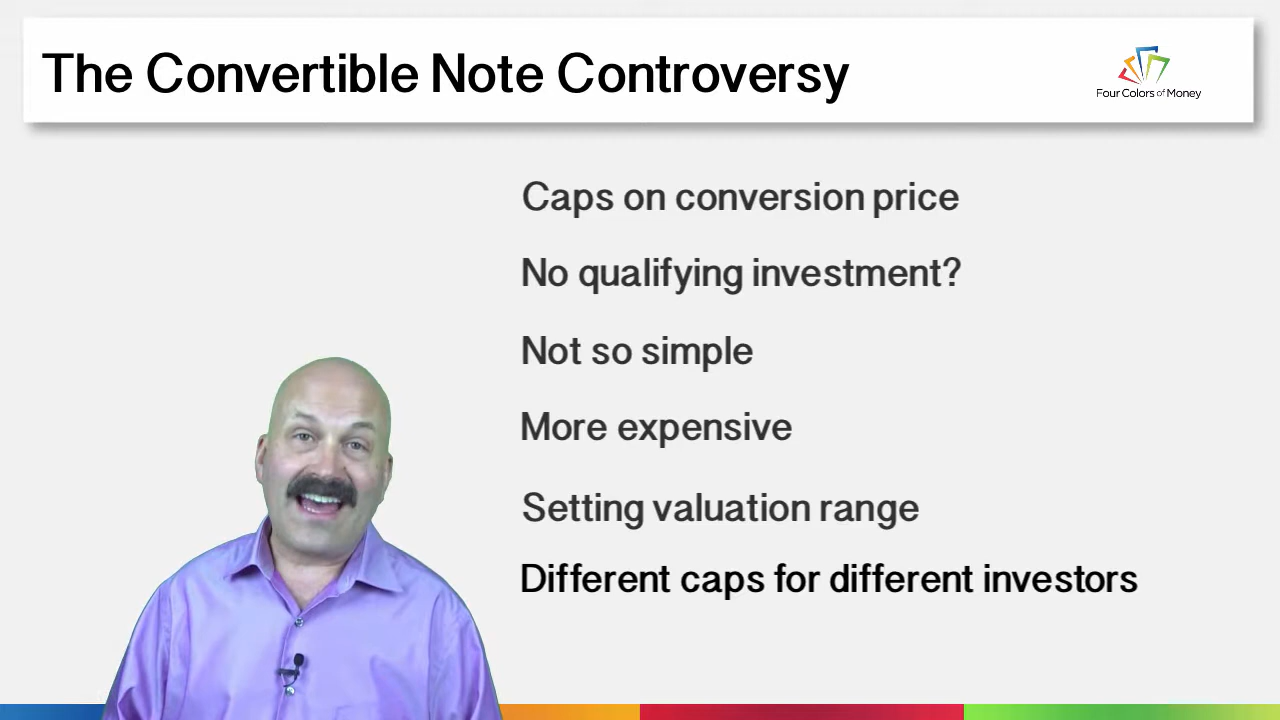 The Convertible Note Controversy
Four Colors of Money
Caps on conversion price
No qualifying investment?
Not so simple
More expensive
Setting valuation range
Different caps for different investors